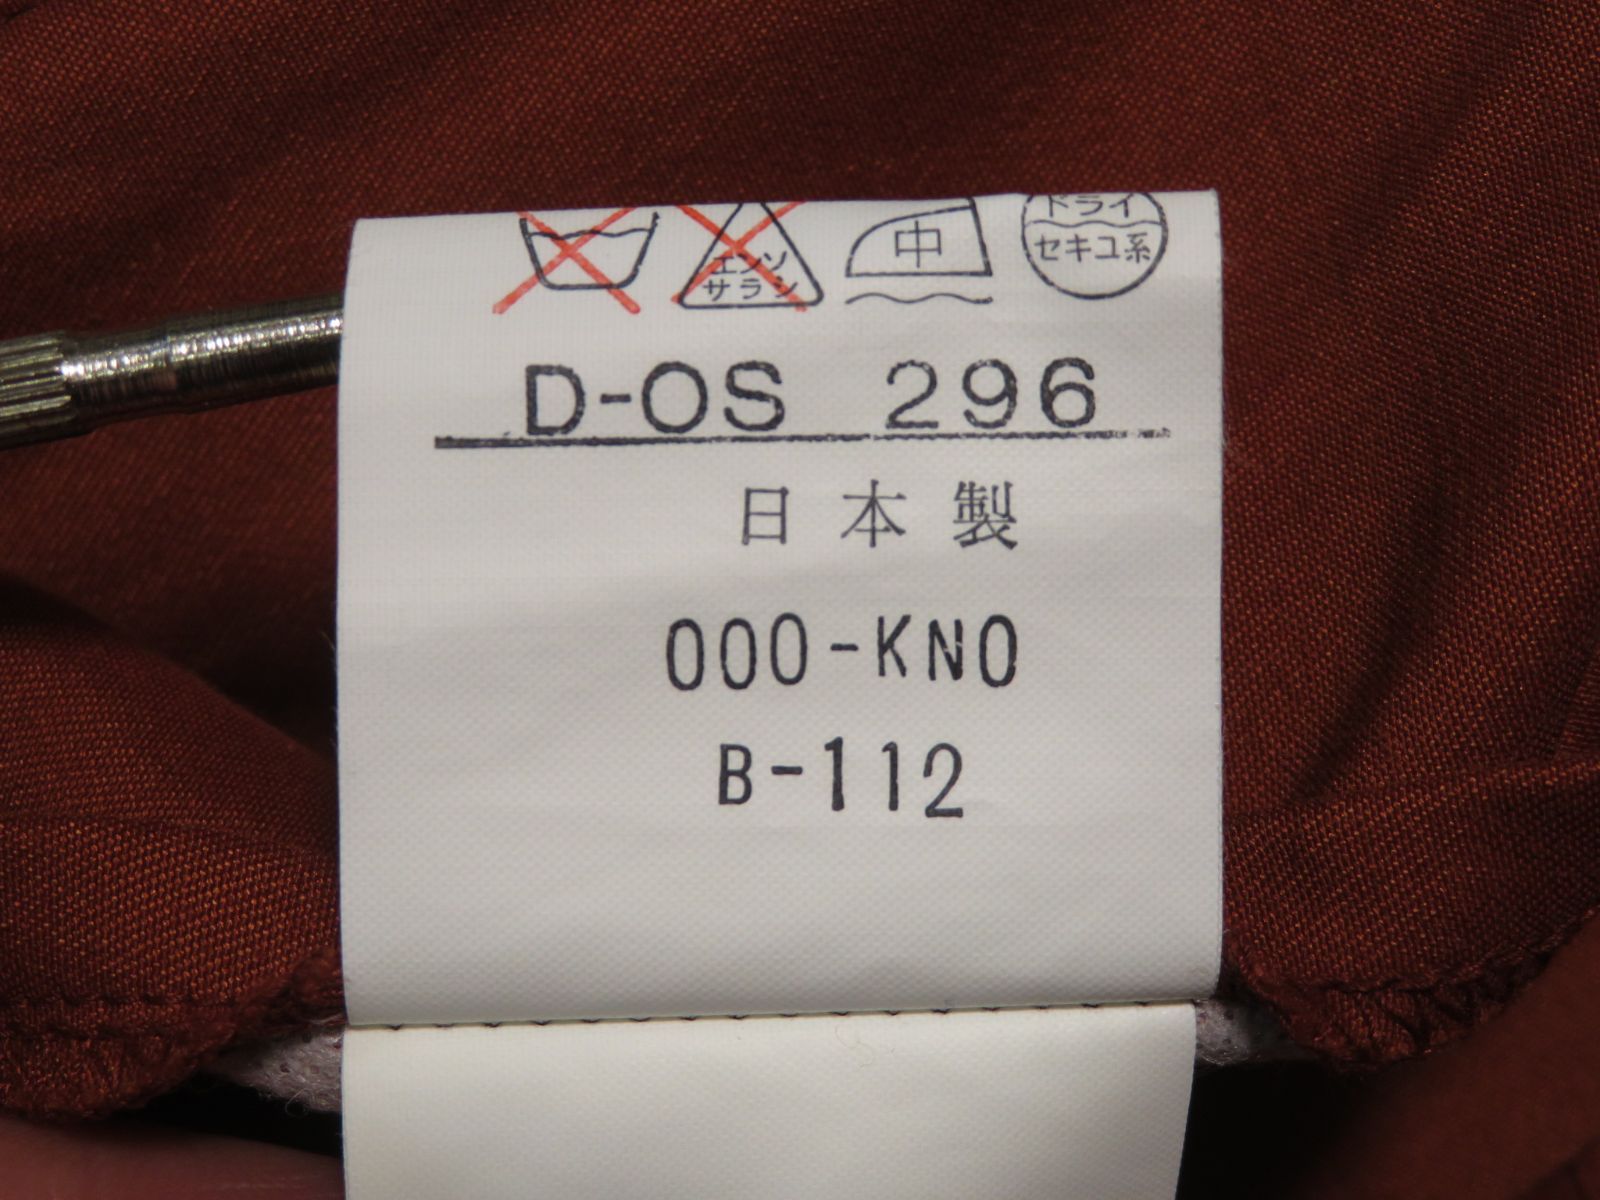 エンソ
サラシ
中
ドライ
セキユ系
D-OS 296
日本製
000-KNO
B-112